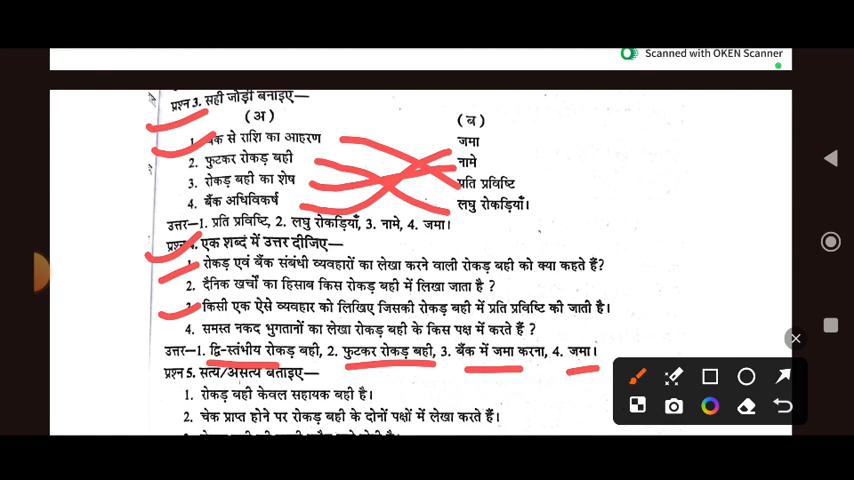 Scanned with OKEN Scanner
प्रश्न 3. सही जोड़ी बनाइए—
(अ) (ब)
1. बैंक से राशि का आहरण जमा
2. फुटकर रोकड़ बही नामे
3. रोकड़ बही का शेष प्रति प्रविष्टि
4. बैंक अधिविकर्ष लघु रोकड़ियाँ।
उत्तर—1. प्रति प्रविष्टि, 2. लघु रोकड़ियाँ, 3. नामे, 4. जमा।
प्रश्न 4. एक शब्द में उत्तर दीजिए—
1. रोकड़ एवं बैंक संबंधी व्यवहारों का लेखा करने वाली रोकड़ बही को क्या कहते हैं?
2. दैनिक खर्चों का हिसाब किस रोकड़ बही में लिखा जाता है ?
3. किसी एक ऐसे व्यवहार को लिखिए जिसकी रोकड़ बही में प्रति प्रविष्टि की जाती है।
4. समस्त नकद भुगतानों का लेखा रोकड़ बही के किस पक्ष में करते हैं ?
उत्तर—1. द्वि-स्तंभीय रोकड़ बही, 2. फुटकर रोकड़ बही, 3. बैंक में जमा करना, 4. जमा।
प्रश्न 5. सत्य/असत्य बताइए—
1. रोकड़ बही केवल सहायक बही है।
2. चेक प्राप्त होने पर रोकड़ बही के दोनों पक्षों में लेखा करते हैं।